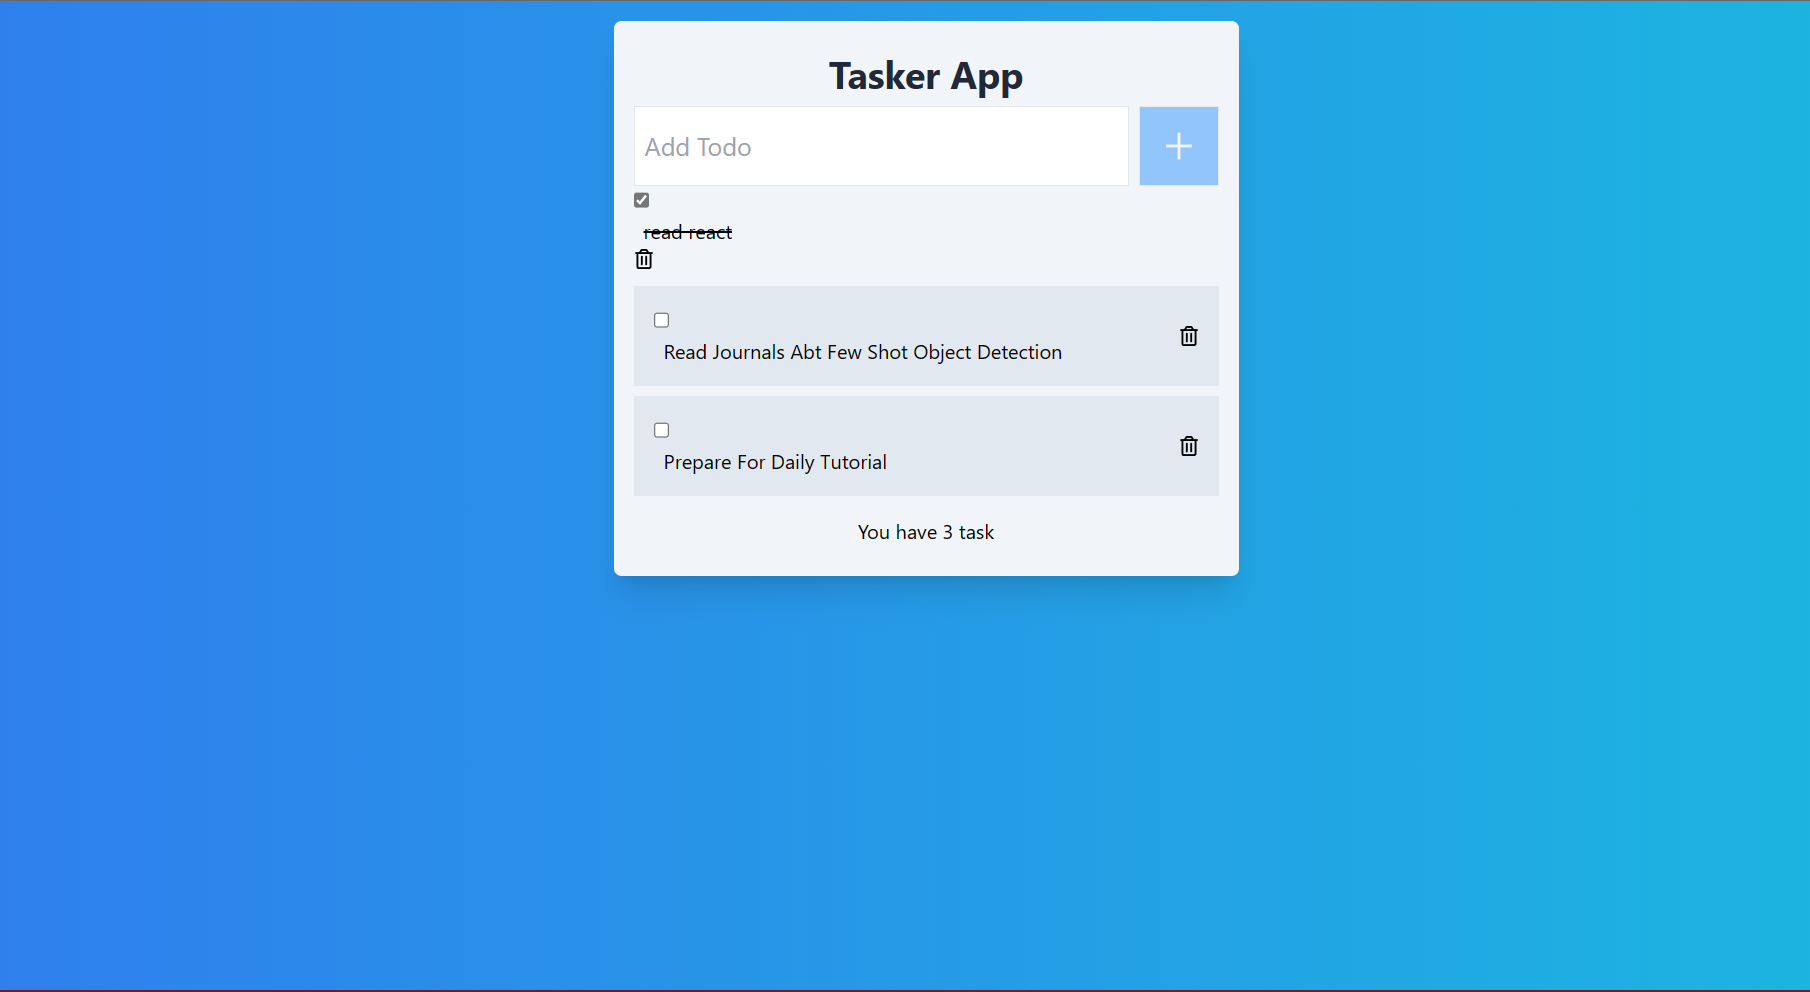 Tasker App
Add Todo
read react
Read Journals Abt Few Shot Object Detection
Prepare For Daily Tutorial
You have 3 task